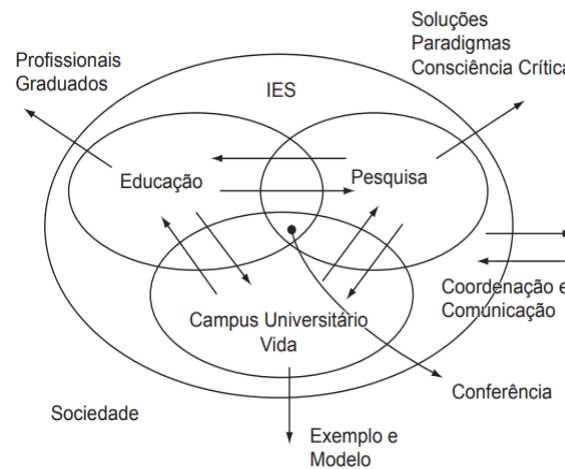 Soluções
Paradigmas
Consciência Crítica
Profissionais
Graduados
IES
Educação
Pesquisa
Coordenação e
Comunicação
Campus Universitário
Vida
Conferência
Sociedade
Exemplo e
Modelo